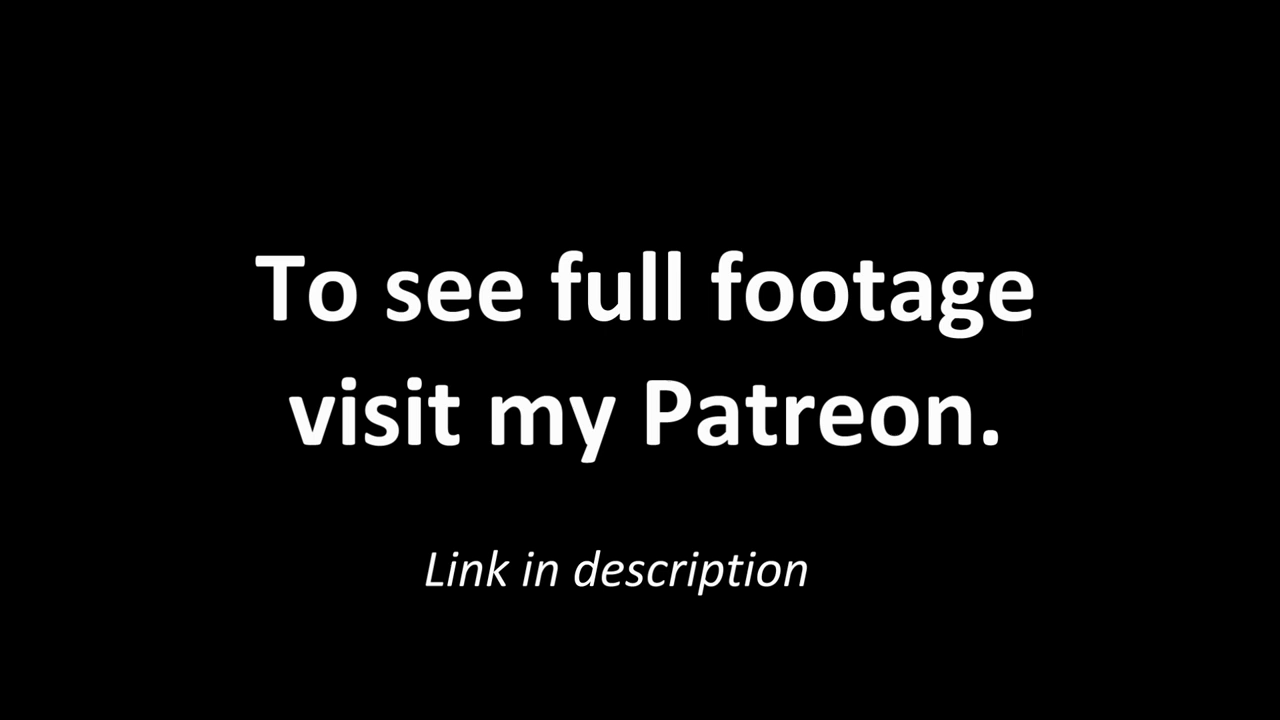 To see full footage
visit my Patreon.
Link in description